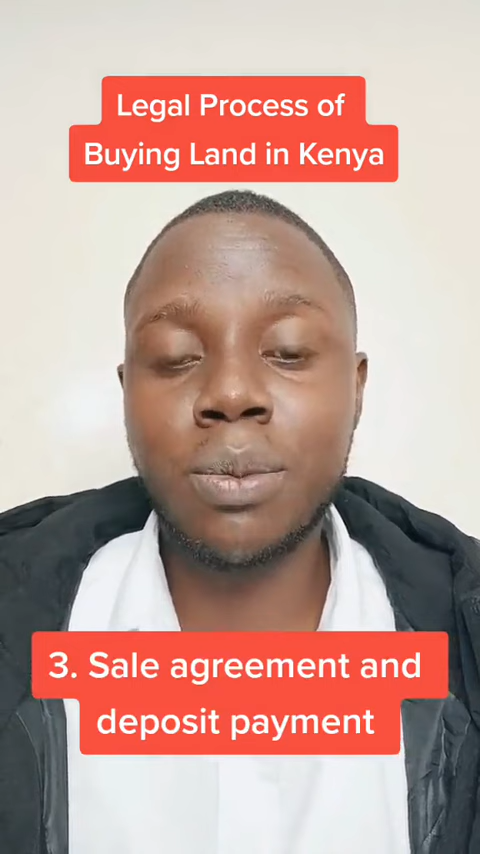 Legal Process of
Buying Land in Kenya
3. Sale agreement and
deposit payment